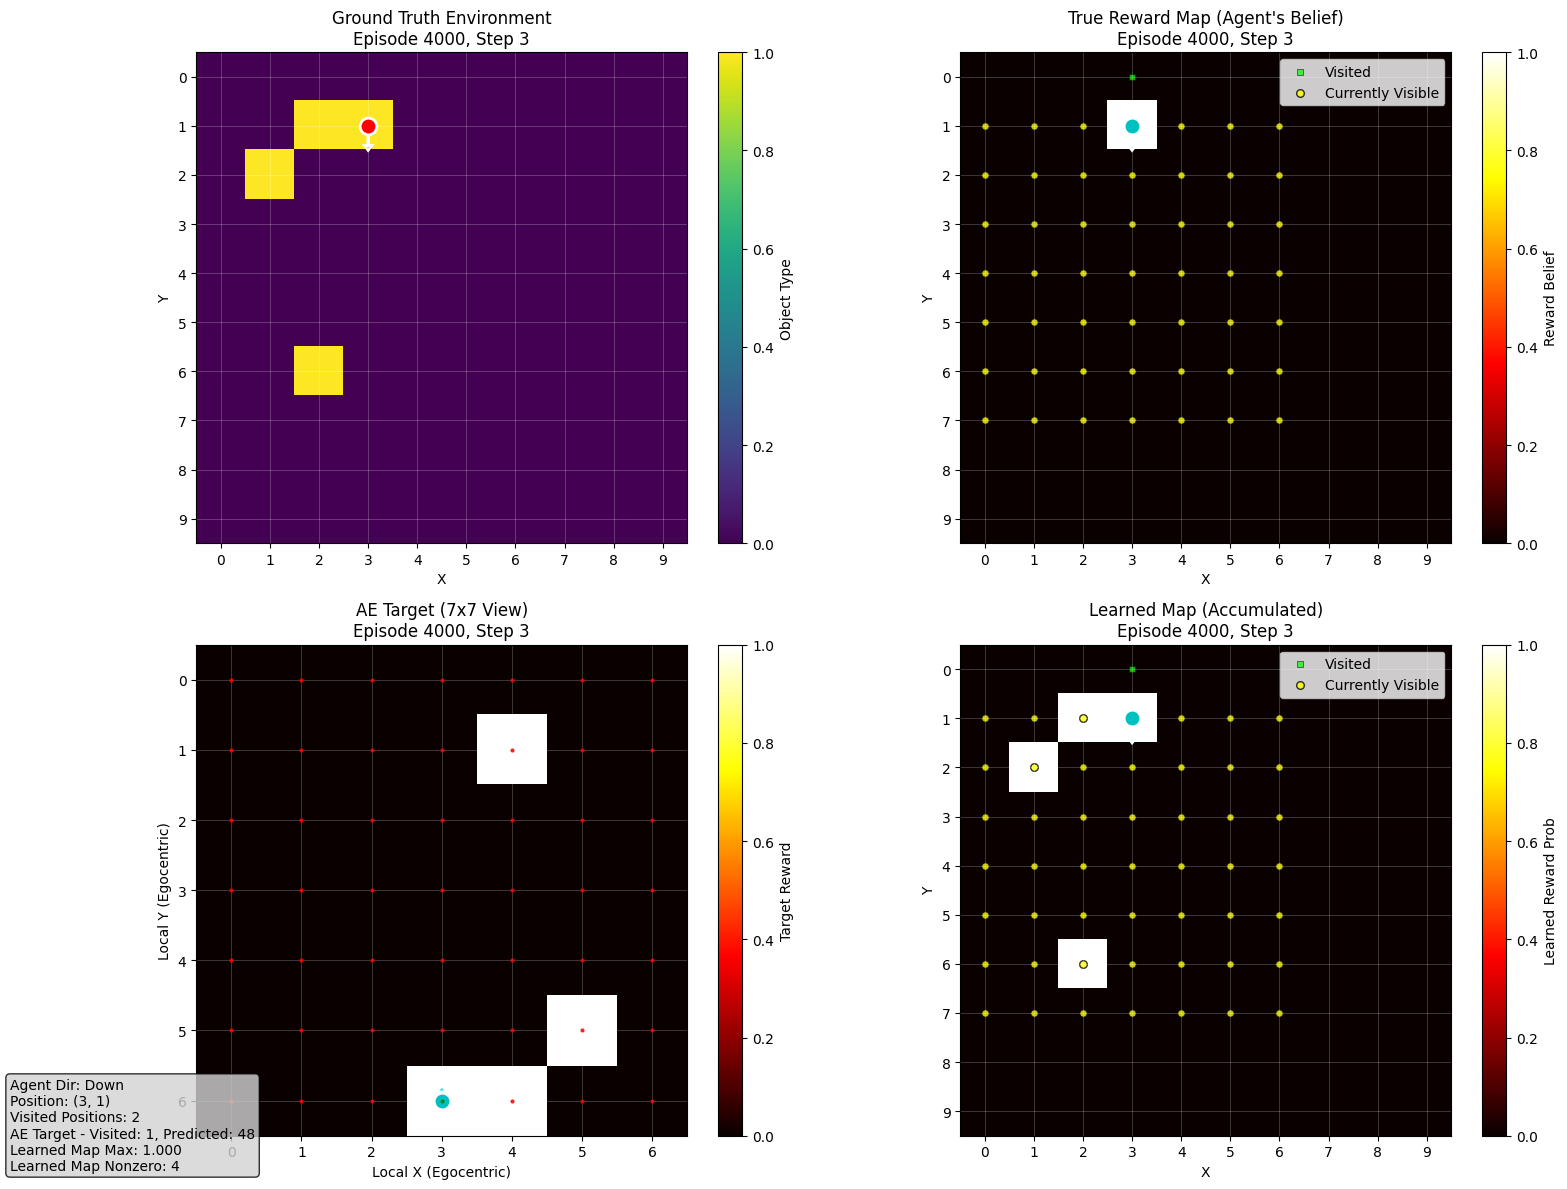 Ground Truth Environment
Episode 4000, Step 3
0
1
2
3
4
5
6
7
8
9
Y
0 1 2 3 4 5 6 7 8 9
X
1.0
0.8
0.6
0.4
0.2
0.0
Object Type
True Reward Map (Agent's Belief)
Episode 4000, Step 3
Visited
Currently Visible
0
1
2
3
4
5
6
7
8
9
Y
0 1 2 3 4 5 6 7 8 9
X
1.0
0.8
0.6
0.4
0.2
0.0
Reward Belief
AE Target (7x7 View)
Episode 4000, Step 3
0
1
2
3
4
5
6
Local Y (Egocentric)
0 1 2 3 4 5 6
Local X (Egocentric)
1.0
0.8
0.6
0.4
0.2
0.0
Target Reward
Agent Dir: Down
Position: (3, 1)
Visited Positions: 2
AE Target - Visited: 1, Predicted: 48
Learned Map Max: 1.000
Learned Map Nonzero: 4
Learned Map (Accumulated)
Episode 4000, Step 3
Visited
Currently Visible
0
1
2
3
4
5
6
7
8
9
Y
0 1 2 3 4 5 6 7 8 9
X
1.0
0.8
0.6
0.4
0.2
0.0
Learned Reward Prob